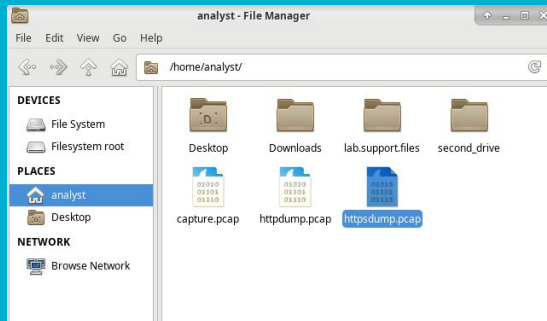 analyst - File Manager
File Edit View Go Help
/home/analyst/
DEVICES
File System
Filesystem root
PLACES
analyst
Desktop
NETWORK
Browse Network
Desktop Downloads lab.support.files second_drive
capture.pcap httpdump.pcap httpsdump.pcap